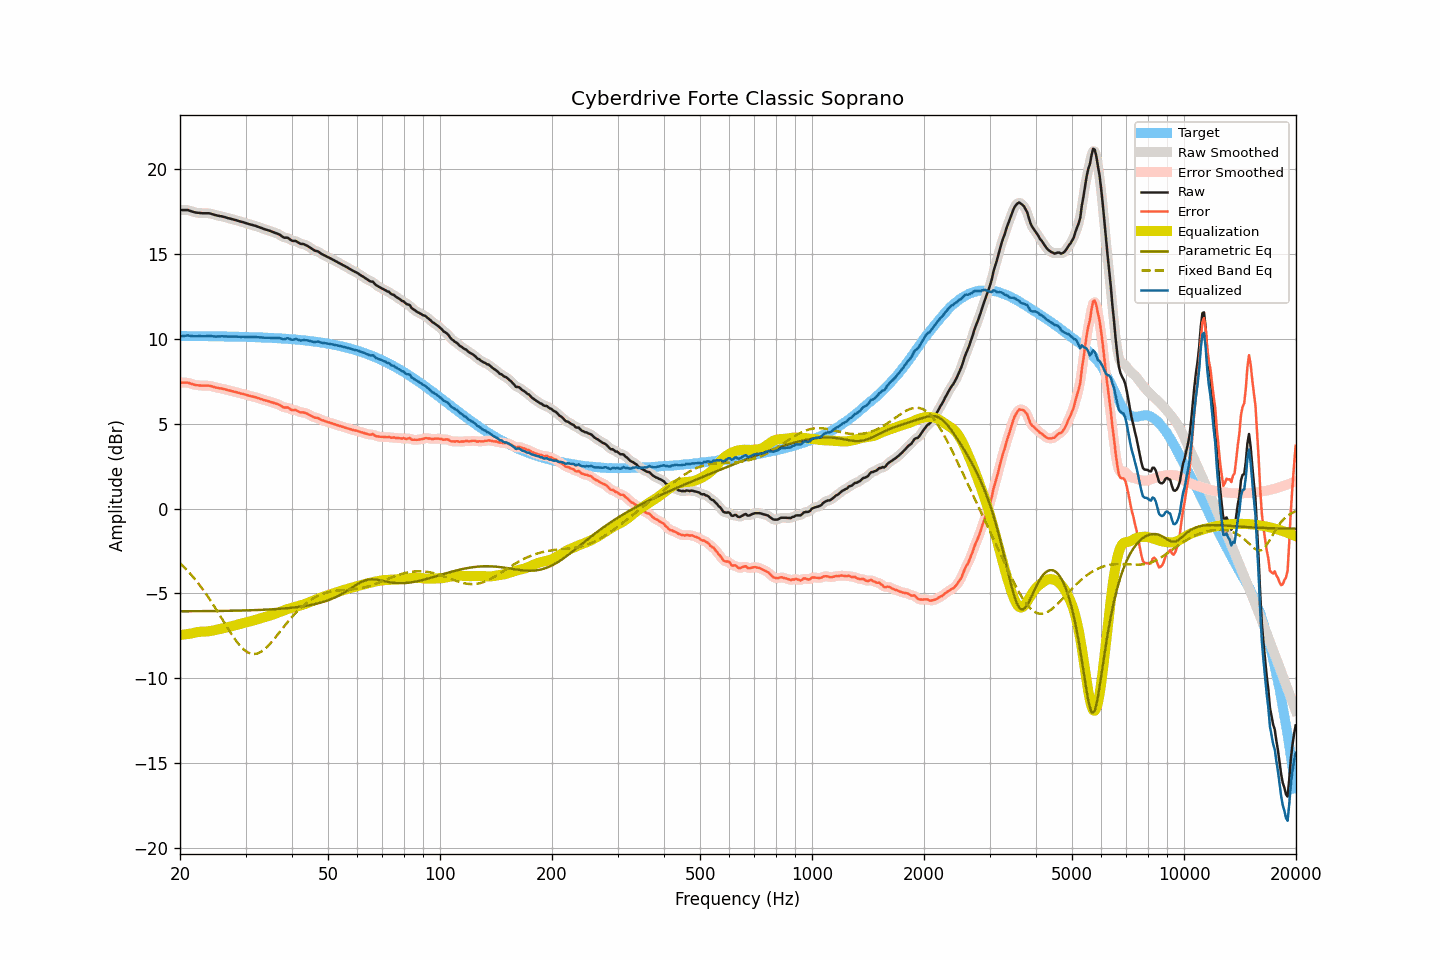 Cyberdrive Forte Classic Soprano
Target
Raw Smoothed
Error Smoothed
Raw
Error
Equalization
Parametric Eq
Fixed Band Eq
Equalized
Amplitude (dBr)
20
15
10
5
0
−5
−10
−15
−20
20 50 100 200 500 1000 2000 5000 10000 20000
Frequency (Hz)